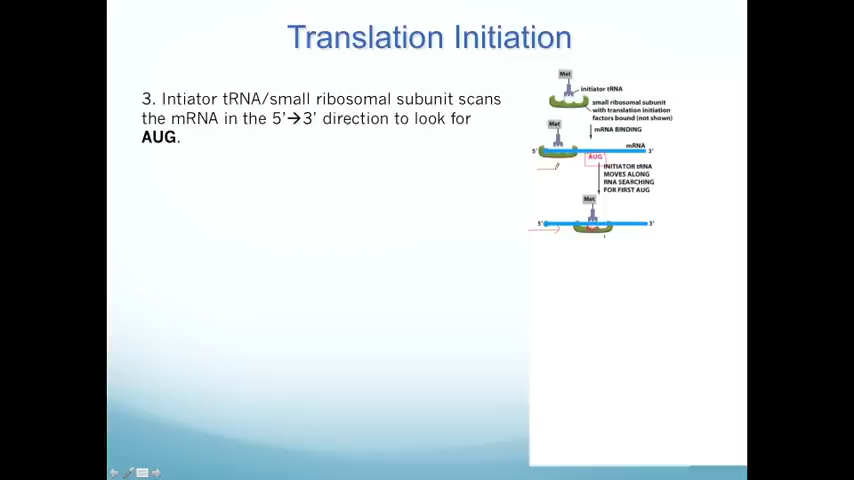 Translation Initiation
3. Intiator tRNA/small ribosomal subunit scans
the mRNA in the 5’→3’ direction to look for
AUG.
Met
initiator tRNA
small ribosomal subunit
with translation initiation
factors bound (not shown)
mRNA BINDING
Met
mRNA
5′
3′
AUG
INITIATOR tRNA
MOVES ALONG
RNA SEARCHING
FOR FIRST AUG
Met
5′
3′